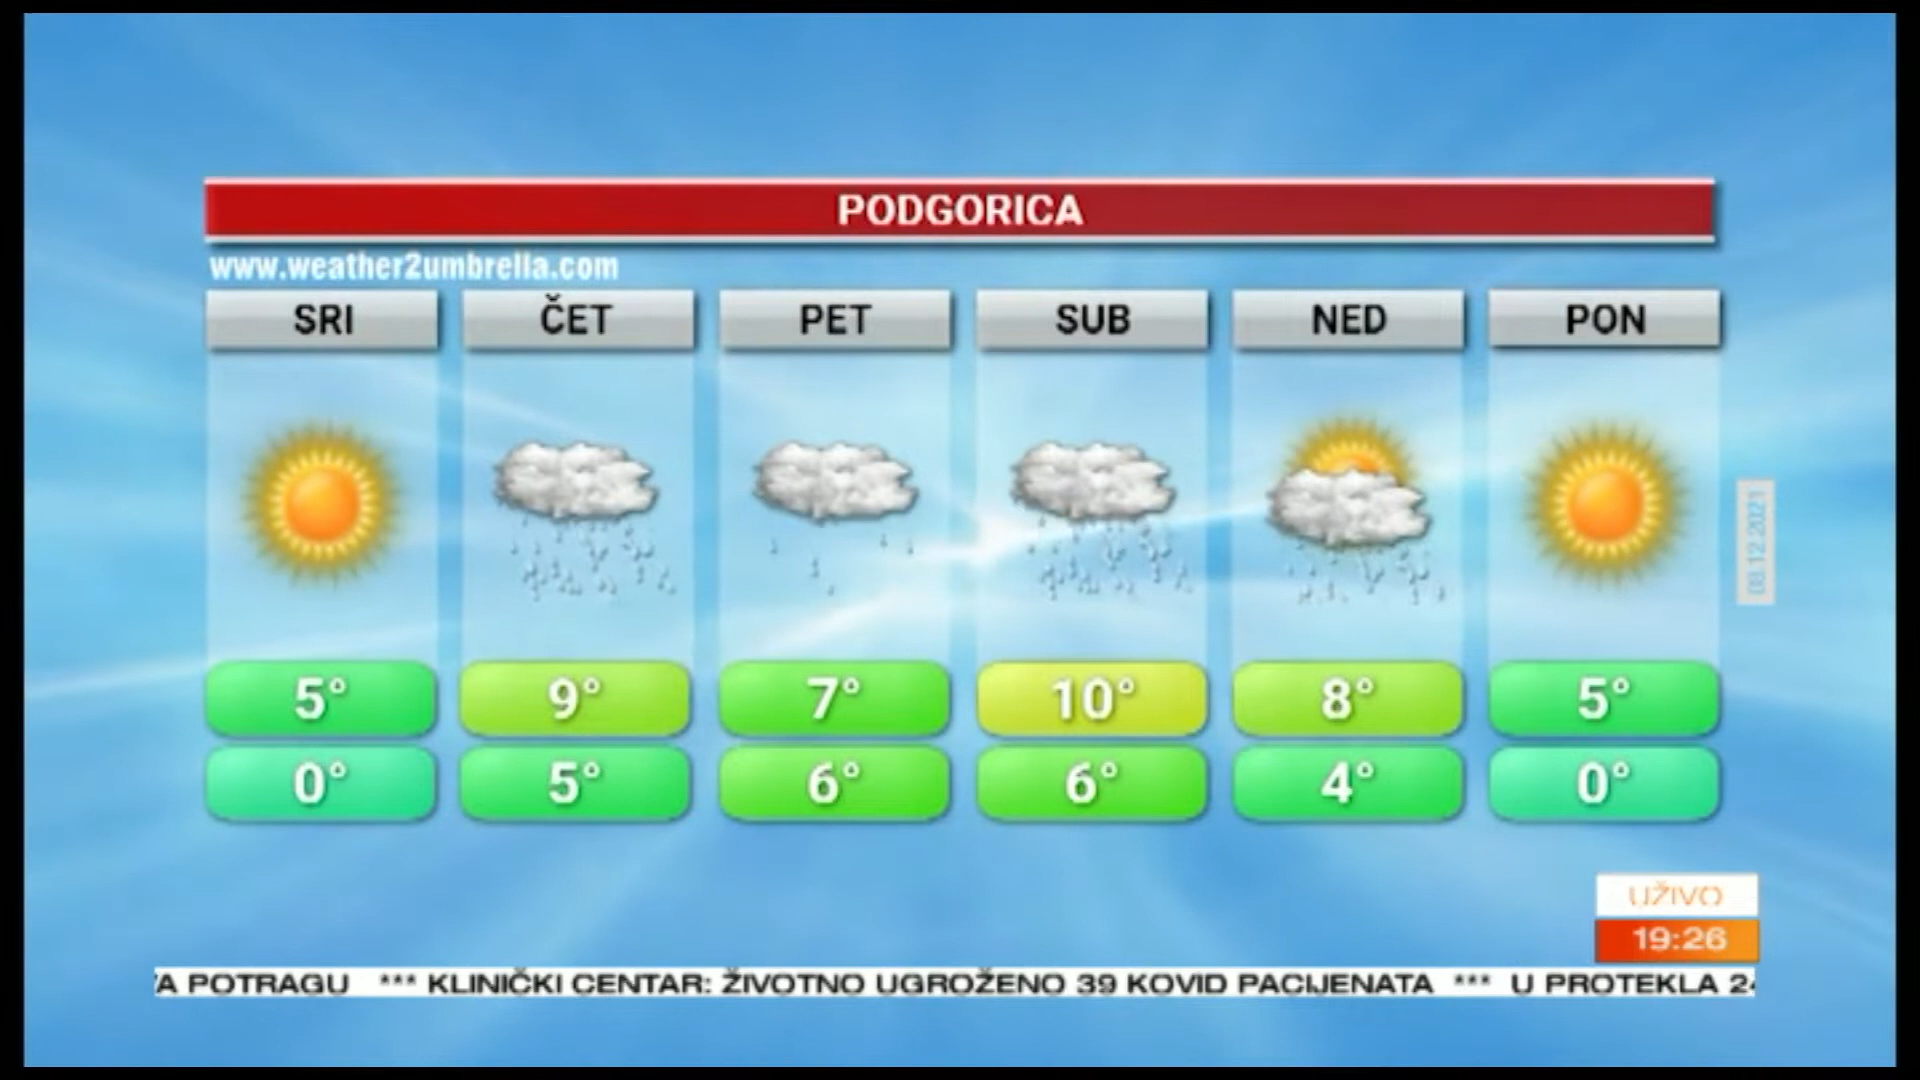 PODGORICA
www.weather2umbrella.com
SRI ČET PET SUB NED PON
5° 9° 7° 10° 8° 5°
0° 5° 6° 6° 4° 0°
UŽIVO
19:26
A POTRAGU *** KLINIČKI CENTAR: ŽIVOTNO UGROŽENO 39 KOVID PACIJENATA *** U PROTEKLA